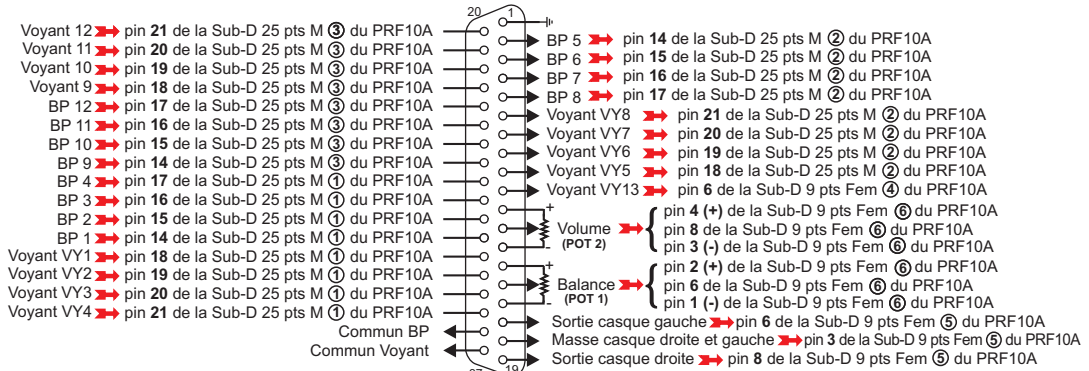 20
1
Voyant 12 pin 21 de la Sub-D 25 pts M ③ du PRF10A
Voyant 11 pin 20 de la Sub-D 25 pts M ③ du PRF10A
Voyant 10 pin 19 de la Sub-D 25 pts M ③ du PRF10A
Voyant 9 pin 18 de la Sub-D 25 pts M ③ du PRF10A
BP 12 pin 17 de la Sub-D 25 pts M ③ du PRF10A
BP 11 pin 16 de la Sub-D 25 pts M ③ du PRF10A
BP 10 pin 15 de la Sub-D 25 pts M ③ du PRF10A
BP 9 pin 14 de la Sub-D 25 pts M ③ du PRF10A
BP 4 pin 17 de la Sub-D 25 pts M ① du PRF10A
BP 3 pin 16 de la Sub-D 25 pts M ① du PRF10A
BP 2 pin 15 de la Sub-D 25 pts M ① du PRF10A
BP 1 pin 14 de la Sub-D 25 pts M ① du PRF10A
Voyant VY1 pin 18 de la Sub-D 25 pts M ① du PRF10A
Voyant VY2 pin 19 de la Sub-D 25 pts M ① du PRF10A
Voyant VY3 pin 20 de la Sub-D 25 pts M ① du PRF10A
Voyant VY4 pin 21 de la Sub-D 25 pts M ① du PRF10A
Commun BP
Commun Voyant
BP 5 pin 14 de la Sub-D 25 pts M ② du PRF10A
BP 6 pin 15 de la Sub-D 25 pts M ② du PRF10A
BP 7 pin 16 de la Sub-D 25 pts M ② du PRF10A
BP 8 pin 17 de la Sub-D 25 pts M ② du PRF10A
Voyant VY8 pin 21 de la Sub-D 25 pts M ② du PRF10A
Voyant VY7 pin 20 de la Sub-D 25 pts M ② du PRF10A
Voyant VY6 pin 19 de la Sub-D 25 pts M ② du PRF10A
Voyant VY5 pin 18 de la Sub-D 25 pts M ② du PRF10A
Voyant VY13 pin 6 de la Sub-D 9 pts Fem ④ du PRF10A
+
-
Volume
(POT 2)
pin 4 (+) de la Sub-D 9 pts Fem ⑥ du PRF10A
pin 8 de la Sub-D 9 pts Fem ⑥ du PRF10A
pin 3 (-) de la Sub-D 9 pts Fem ⑥ du PRF10A
+
-
Balance
(POT 1)
pin 2 (+) de la Sub-D 9 pts Fem ⑥ du PRF10A
pin 6 de la Sub-D 9 pts Fem ⑥ du PRF10A
pin 1 (-) de la Sub-D 9 pts Fem ⑥ du PRF10A
Sortie casque gauche pin 6 de la Sub-D 9 pts Fem ⑤ du PRF10A
Masse casque droite et gauche pin 3 de la Sub-D 9 pts Fem ⑤ du PRF10A
Sortie casque droite pin 8 de la Sub-D 9 pts Fem ⑤ du PRF10A
19